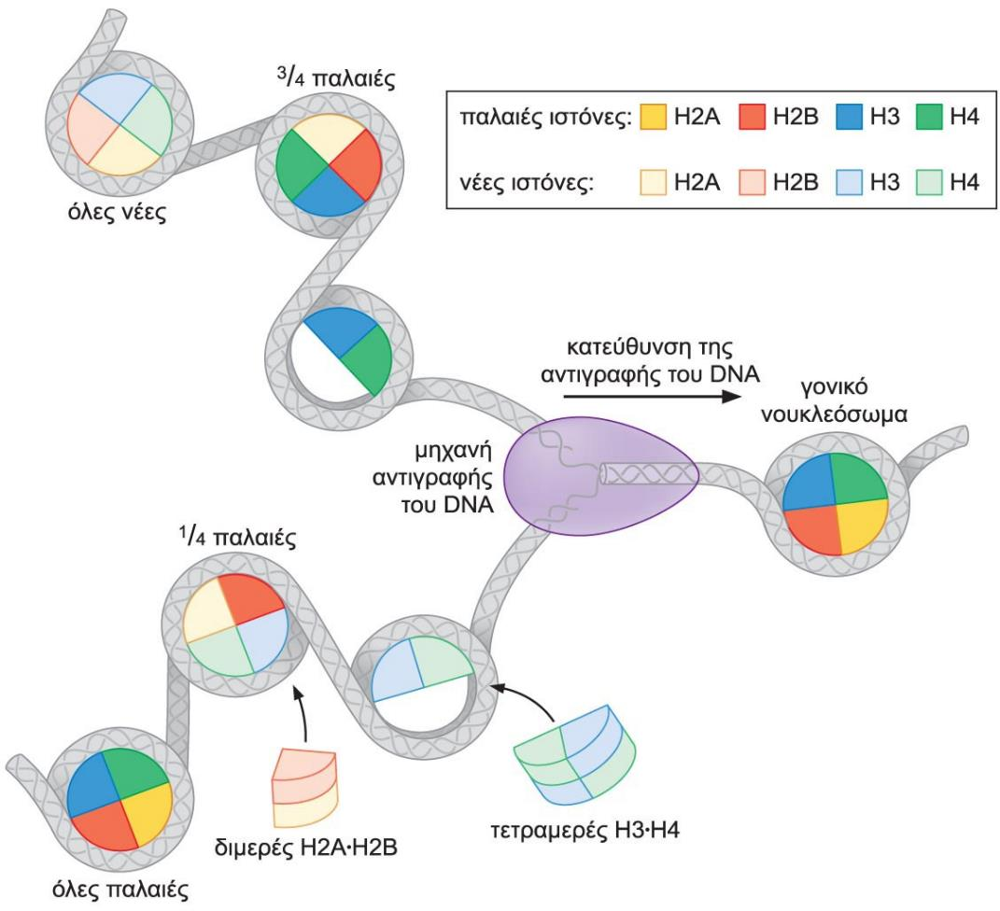 3/4 παλαιές
παλαιές ιστόνες: H2A H2B H3 H4
νέες ιστόνες: H2A H2B H3 H4
όλες νέες
κατεύθυνση της
αντιγραφής του DNA
γονικό
νουκλεόσωμα
μηχανή
αντιγραφής
του DNA
1/4 παλαιές
διμερές H2A·H2B
τετραμερές H3·H4
όλες παλαιές